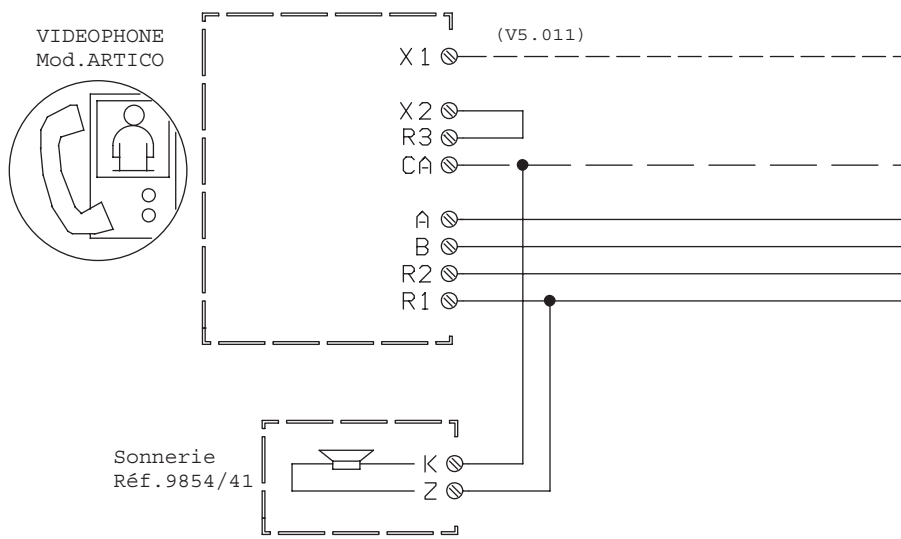 VIDEOPHONE
Mod.ARTICO
(V5.011)
X1
X2
R3
CA
A
B
R2
R1
Sonnerie
Réf.9854/41
K
Z